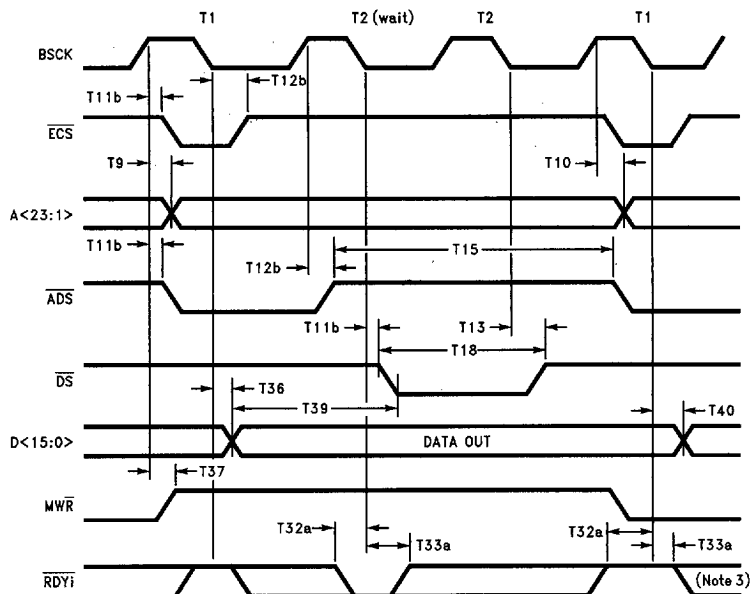 T1 T2 (wait) T2 T1
BSCK
T12b
T11b
ECS
T9 T10
A<23:1>
T11b T15
T12b
ADS
T11b T13
T18
DS
T36
T39 T40
D<15:0> DATA OUT
T37
MWR
T32a T32a
T33a T33a
RDYi (Note 3)